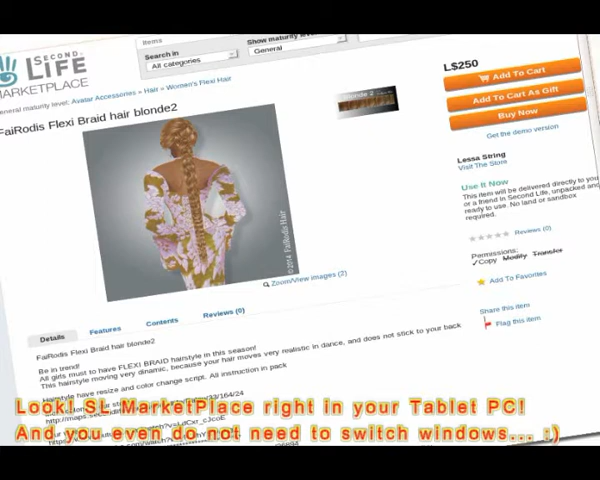 Items
Search in
All categories
Show maturity
General
SECOND
LIFE
MARKETPLACE
General maturity level: Avatar Accessories » Hair » Women's Flexi Hair
FaiRodis Flexi Braid hair blonde2
blonde 2
©2014 FaiRodis Hair
Zoom/View images (2)
L$250
Add To Cart
Add To Cart As Gift
Buy Now
Get the demo version
Lessa String
Visit The Store
Use It Now
This item will be delivered directly to you
or a friend in Second Life, unpacked and
ready to use. No land or sandbox
required.
Reviews (0)
Permissions:
✓Copy Modify Transfer
Add To Favorites
Share this item
Flag this item
Details
Features
Contents
Reviews (0)
FaiRodis Flexi Braid hair blonde2
Be in trend!
All girls must to have FLEXI BRAID hairstyle in this season!
This hairstyle moving very dinamic, because your hair moves very realistic in dance, and does not stick to your back
Hairstyle have resize and color change script. All instruction in pack
Look! SL MarketPlace right in your Tablet PC!
And you even do not need to switch windows... :)